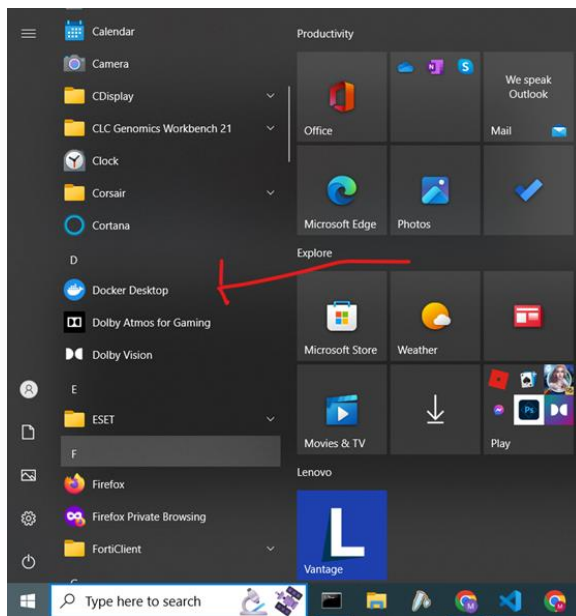 Calendar
Camera
CDisplay
CLC Genomics Workbench 21
Clock
Corsair
Cortana
D
Docker Desktop
Dolby Atmos for Gaming
Dolby Vision
E
ESET
F
Firefox
Firefox Private Browsing
FortiClient
Productivity
Office
N
S
We speak
Outlook
Mail
Microsoft Edge
Photos
Explore
Microsoft Store
Weather
Movies & TV
Ps
Play
Lenovo
L
Vantage
Type here to search